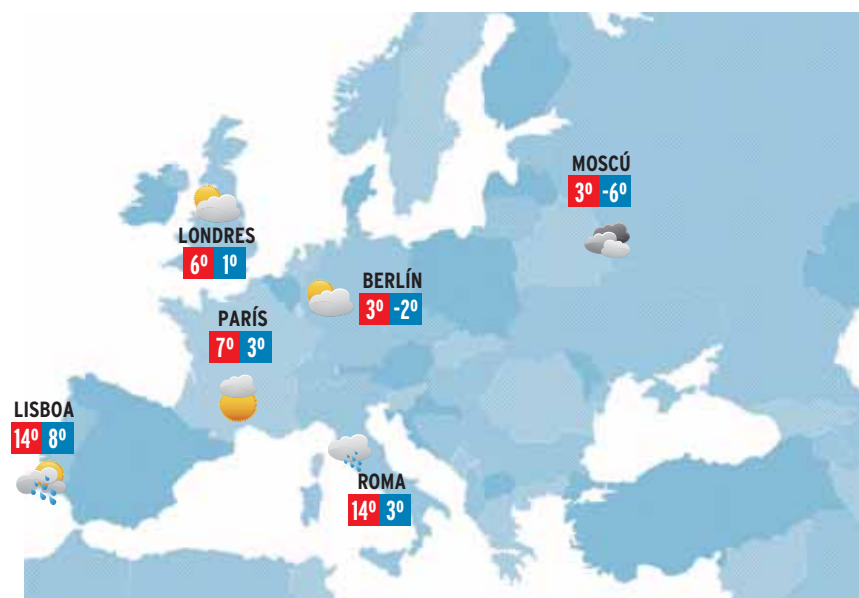 MOSCÚ
3º -6º
LONDRES
6º 1º
BERLÍN
3º -2º
PARÍS
7º 3º
LISBOA
14º 8º
ROMA
14º 3º